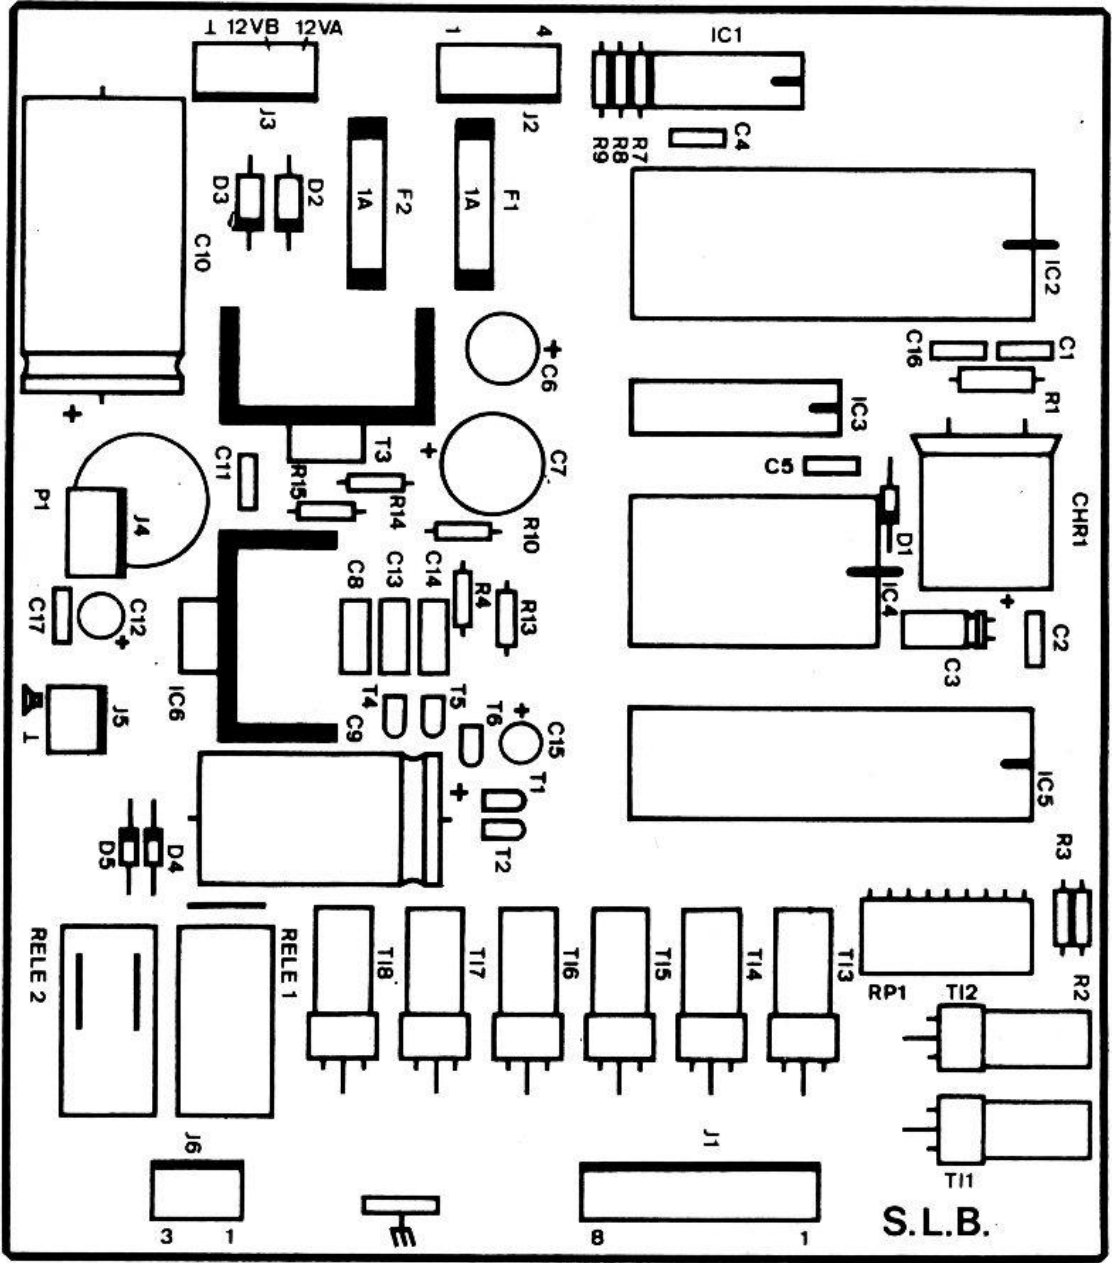 ⊥ 12VB 12VA
1 4
IC1
J3
J2
R9
R8
R7
C4
D3
D2
1A
F2
1A
F1
C10
IC2
C16
C1
R1
C6
IC3
T3
C7
C11
R15
R14
C5
P1
J4
R10
D1
CHR1
C8
C13
C14
R4
R13
IC4
C17
C12
C3
C2
IC6
J5
⊥
T4
T5
T6
C9
C15
IC5
T1
T2
D5
D4
R3
RELE 2
RELE 1
TI8
TI7
TI6
TI5
TI4
TI3
RP1
TI2
R2
J6
J1
TI1
3 1
8 1
S.L.B.